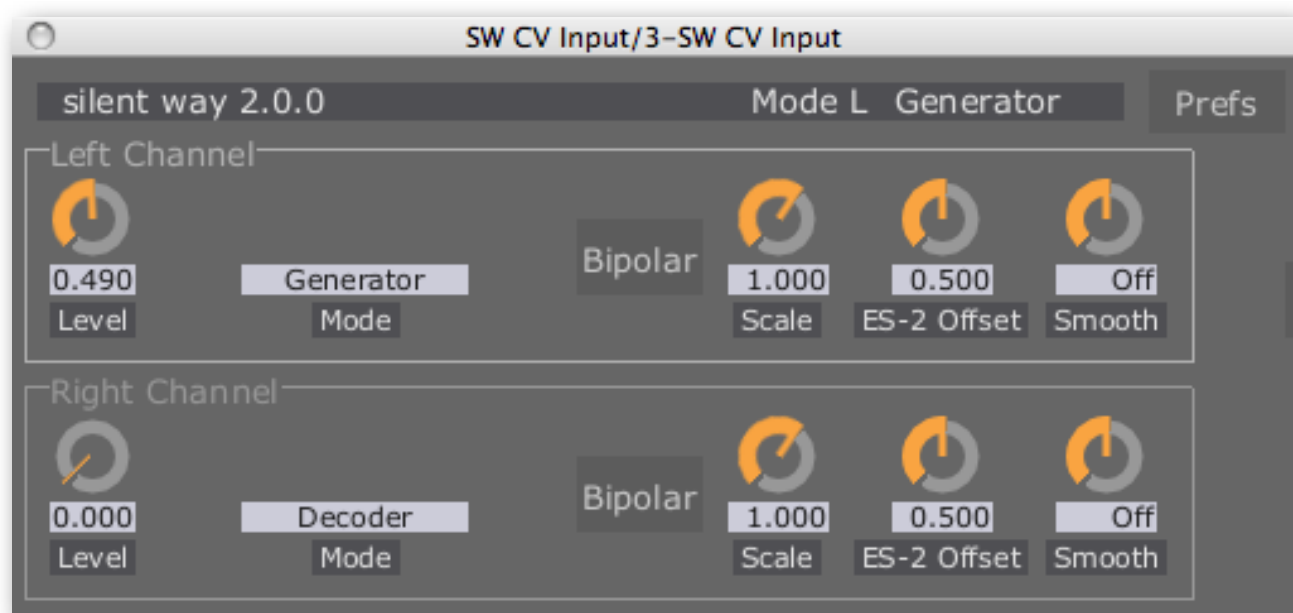 SW CV Input/3-SW CV Input
silent way 2.0.0 Mode L Generator Prefs
Left Channel
Bipolar
0.490 Generator 1.000 0.500 Off
Level Mode Scale ES-2 Offset Smooth
Right Channel
Bipolar
0.000 Decoder 1.000 0.500 Off
Level Mode Scale ES-2 Offset Smooth